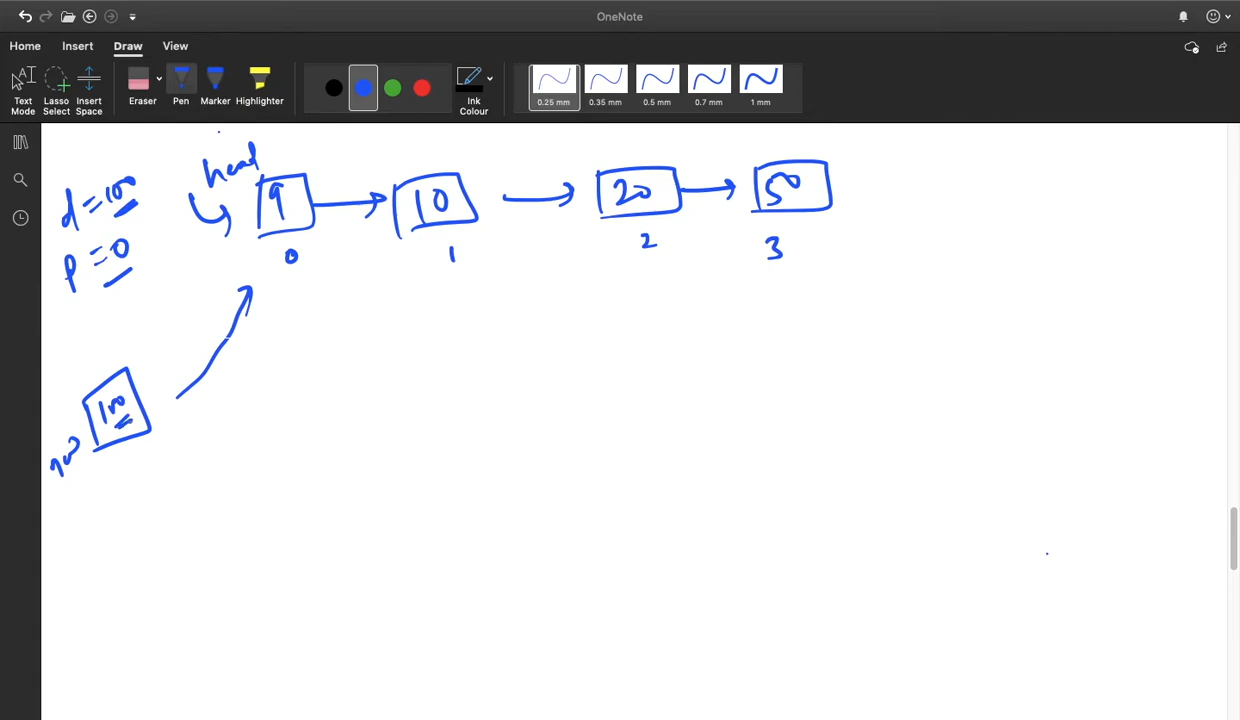 OneNote
Home Insert Draw View
Text Mode
Lasso Select
Insert Space
Eraser
Pen
Marker
Highlighter
Ink Colour
0.25 mm
0.35 mm
0.5 mm
0.7 mm
1 mm
head
d=100
9 10 20 50
p=0
0 1 2 3
100